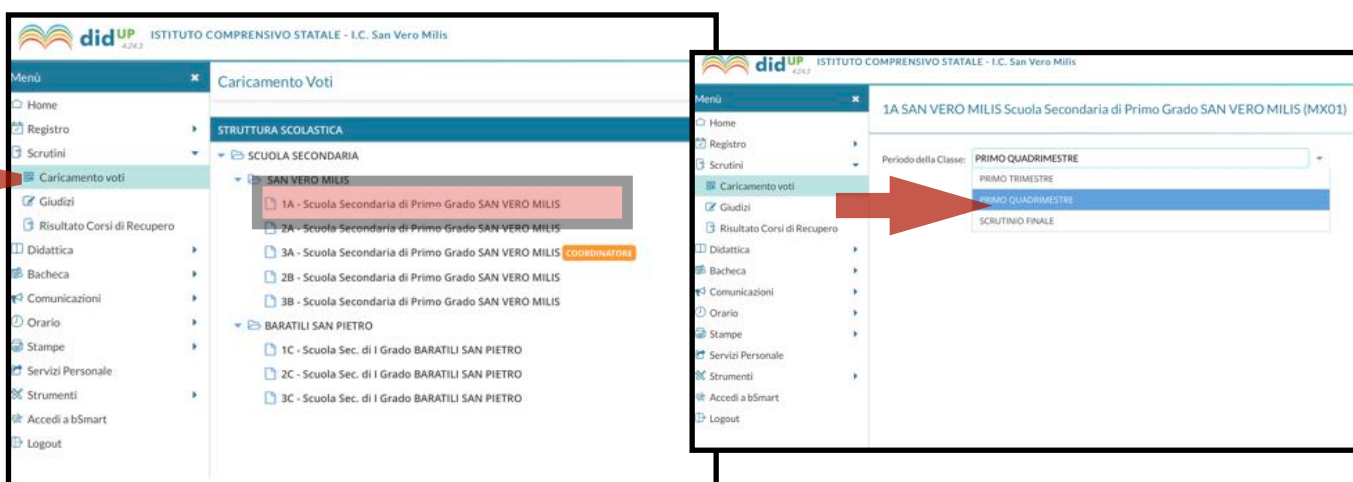 didUP 4.24.3 ISTITUTO COMPRENSIVO STATALE - I.C. San Vero Milis
Menù
Home
Registro
Scrutini
Caricamento voti
Giudizi
Risultato Corsi di Recupero
Didattica
Bacheca
Comunicazioni
Orario
Stampe
Servizi Personale
Strumenti
Accedi a bSmart
Logout
Caricamento Voti
STRUTTURA SCOLASTICA
SCUOLA SECONDARIA
SAN VERO MILIS
1A - Scuola Secondaria di Primo Grado SAN VERO MILIS
2A - Scuola Secondaria di Primo Grado SAN VERO MILIS
3A - Scuola Secondaria di Primo Grado SAN VERO MILIS COORDINATORE
2B - Scuola Secondaria di Primo Grado SAN VERO MILIS
3B - Scuola Secondaria di Primo Grado SAN VERO MILIS
BARATILI SAN PIETRO
1C - Scuola Sec. di I Grado BARATILI SAN PIETRO
2C - Scuola Sec. di I Grado BARATILI SAN PIETRO
3C - Scuola Sec. di I Grado BARATILI SAN PIETRO
didUP 4.24.3 ISTITUTO COMPRENSIVO STATALE - I.C. San Vero Milis
Menù
Home
Registro
Scrutini
Caricamento voti
Giudizi
Risultato Corsi di Recupero
Didattica
Bacheca
Comunicazioni
Orario
Stampe
Servizi Personale
Strumenti
Accedi a bSmart
Logout
1A SAN VERO MILIS Scuola Secondaria di Primo Grado SAN VERO MILIS (MX01)
Periodo della Classe: PRIMO QUADRIMESTRE
PRIMO TRIMESTRE
PRIMO QUADRIMESTRE
SCRUTINIO FINALE